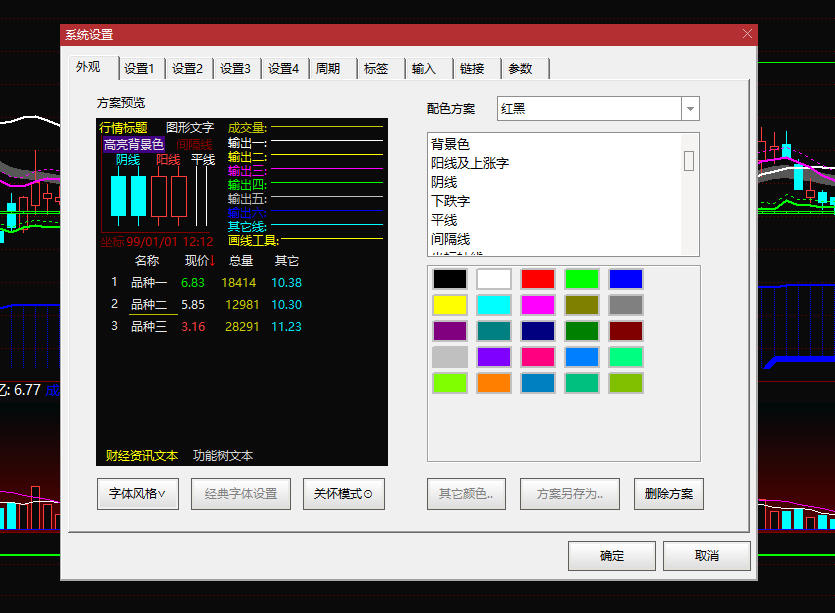 系统设置
外观 设置1 设置2 设置3 设置4 周期 标签 输入 链接 参数
方案预览
配色方案 红黑
行情标题 图形文字 成交量:
高亮背景色 间隔线 输出一:
阴线 阳线 平线 输出二:
输出三:
输出四:
输出五:
输出六:
其它线:
坐标 99/01/01 12:12 画线工具:
名称 现价↓ 总量 其它
1 品种一 6.83 18414 10.38
2 品种二 5.85 12981 10.30
3 品种三 3.16 28291 11.23
财经资讯文本 功能树文本
背景色
阳线及上涨字
阴线
下跌字
平线
间隔线
字体风格∨ 经典字体设置 关怀模式⊙
其它颜色.. 方案另存为.. 删除方案
确定 取消
亿: 6.77 成